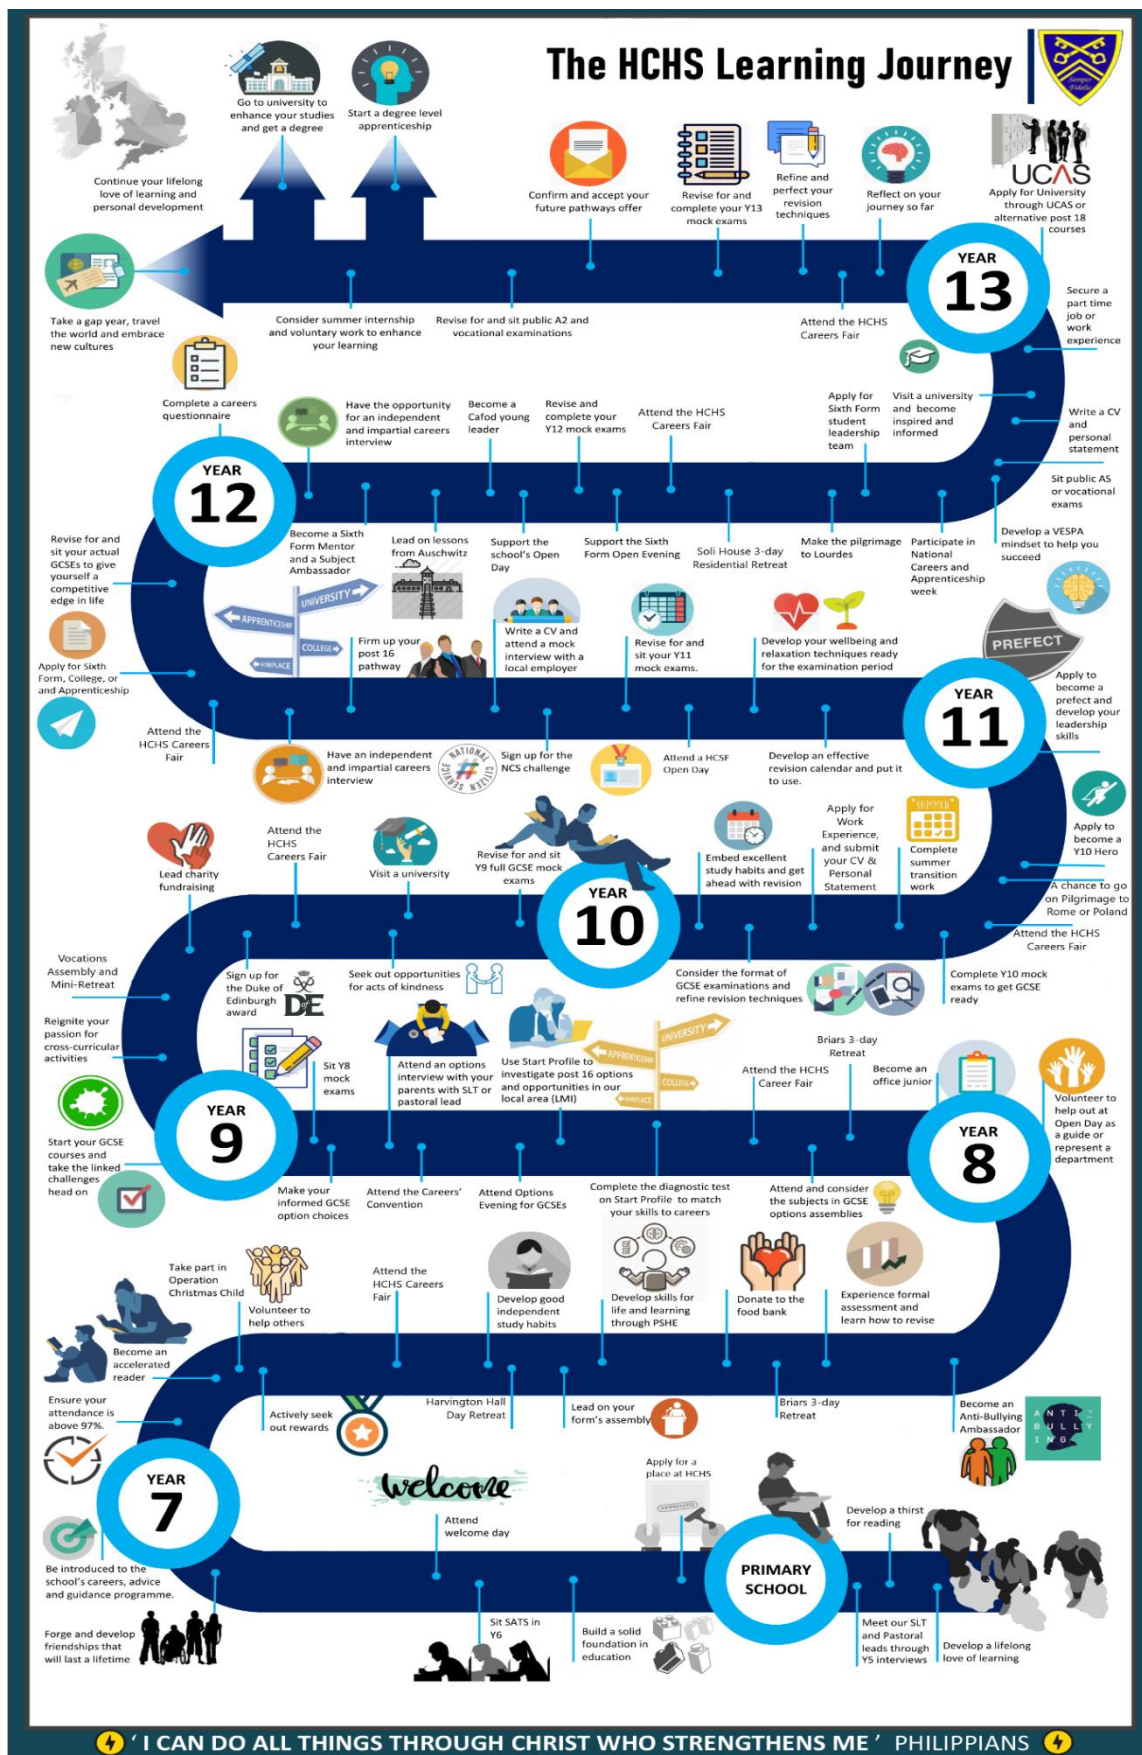 The HCHS Learning Journey
Semper
Fidelis
Go to university to
enhance your studies
and get a degree
Start a degree level
apprenticeship
Continue your lifelong
love of learning and
personal development
Confirm and accept your
future pathways offer
Revise for and
complete your Y13
mock exams
Refine and
perfect your
revision
techniques
Reflect on your
journey so far
UCAS
Apply for University
through UCAS or
alternative post 18
courses
YEAR
13
Take a gap year, travel
the world and embrace
new cultures
Consider summer internship
and voluntary work to enhance
your learning
Revise for and sit public A2 and
vocational examinations
Attend the HCHS
Careers Fair
Secure a
part time
job or
work
experience
Complete a careers
questionnaire
Have the opportunity
for an independent
and impartial careers
interview
Become a
Cafod young
leader
Revise and
complete your
Y12 mock exams
Attend the HCHS
Careers Fair
Apply for
Sixth Form
student
leadership
team
Visit a university
and become
inspired and
informed
Write a CV
and
personal
statement
Sit public AS
or vocational
exams
YEAR
12
Become a Sixth
Form Mentor
and a Subject
Ambassador
Lead on lessons
from Auschwitz
Support the
school's Open
Day
Support the Sixth
Form Open Evening
Soli House 3-day
Residential Retreat
Make the pilgrimage
to Lourdes
Participate in
National
Careers and
Apprenticeship
week
Develop a VESPA
mindset to help you
succeed
Revise for and
sit your actual
GCSEs to give
yourself a
competitive
edge in life
UNIVERSITY
APPRENTICESHIP
COLLEGE
WORKPLACE
Firm up your
post 16
pathway
Write a CV and
attend a mock
interview with a
local employer
Revise for and
sit your Y11
mock exams.
Develop your wellbeing and
relaxation techniques ready
for the examination period
PREFECT
Apply to
become a
prefect and
develop your
leadership
skills
Apply for Sixth
Form, College, or
and Apprenticeship
YEAR
11
Attend the
HCHS Careers
Fair
Have an independent
and impartial careers
interview
NATIONAL CITIZEN SERVICE
Sign up for the
NCS challenge
Attend a HCSF
Open Day
Develop an effective
revision calendar and put it
to use.
Apply to
become a
Y10 Hero
A chance to go
on Pilgrimage to
Rome or Poland
Attend the HCHS
Careers Fair
Lead charity
fundraising
Attend the
HCHS
Careers Fair
Visit a university
Revise for and sit
Y9 full GCSE mock
exams
YEAR
10
Embed excellent
study habits and get
ahead with revision
Apply for
Work
Experience,
and submit
your CV &
Personal
Statement
SUMMER
Complete
summer
transition
work
Vocations
Assembly and
Mini-Retreat
Sign up for
the Duke of
Edinburgh
award
DofE
Seek out opportunities
for acts of kindness
Consider the format of
GCSE examinations and
refine revision techniques
Complete Y10 mock
exams to get GCSE
ready
Reignite your
passion for
cross-curricular
activities
Sit Y8
mock
exams
Attend an options
interview with your
parents with SLT or
pastoral lead
Use Start Profile to
investigate post 16 options
and opportunities in our
local area (LMI)
UNIVERSITY
APPRENTICESHIP
COLLEGE
WORKPLACE
Attend the HCHS
Career Fair
Briars 3-day
Retreat
Become an
office junior
Volunteer to
help out at
Open Day as
a guide or
represent a
department
YEAR
9
YEAR
8
Start your GCSE
courses and
take the linked
challenges
head on
Make your
informed GCSE
option choices
Attend the Careers'
Convention
Attend Options
Evening for GCSEs
Complete the diagnostic test
on Start Profile to match
your skills to careers
Attend and consider
the subjects in GCSE
options assemblies
Take part in
Operation
Christmas Child
Volunteer to
help others
Attend the
HCHS Careers
Fair
Develop good
independent
study habits
Develop skills for
life and learning
through PSHE
Donate to the
food bank
Experience formal
assessment and
learn how to revise
Become an
accelerated
reader
Ensure your
attendance is
above 97%.
Actively seek
out rewards
Harvington Hall
Day Retreat
Lead on your
form's assembly
Briars 3-day
Retreat
Become an
Anti-Bullying
Ambassador
ANTI-
BULLY
ING
YEAR
7
welcome
Attend
welcome day
Apply for a
place at HCHS
APPROVED
Develop a thirst
for reading
PRIMARY
SCHOOL
Be introduced to the
school's careers, advice
and guidance programme.
Forge and develop
friendships that
will last a lifetime
Sit SATS in
Y6
Build a solid
foundation in
education
Meet our SLT
and Pastoral
leads through
Y5 interviews
Develop a lifelong
love of learning
' I CAN DO ALL THINGS THROUGH CHRIST WHO STRENGTHENS ME ' PHILIPPIANS